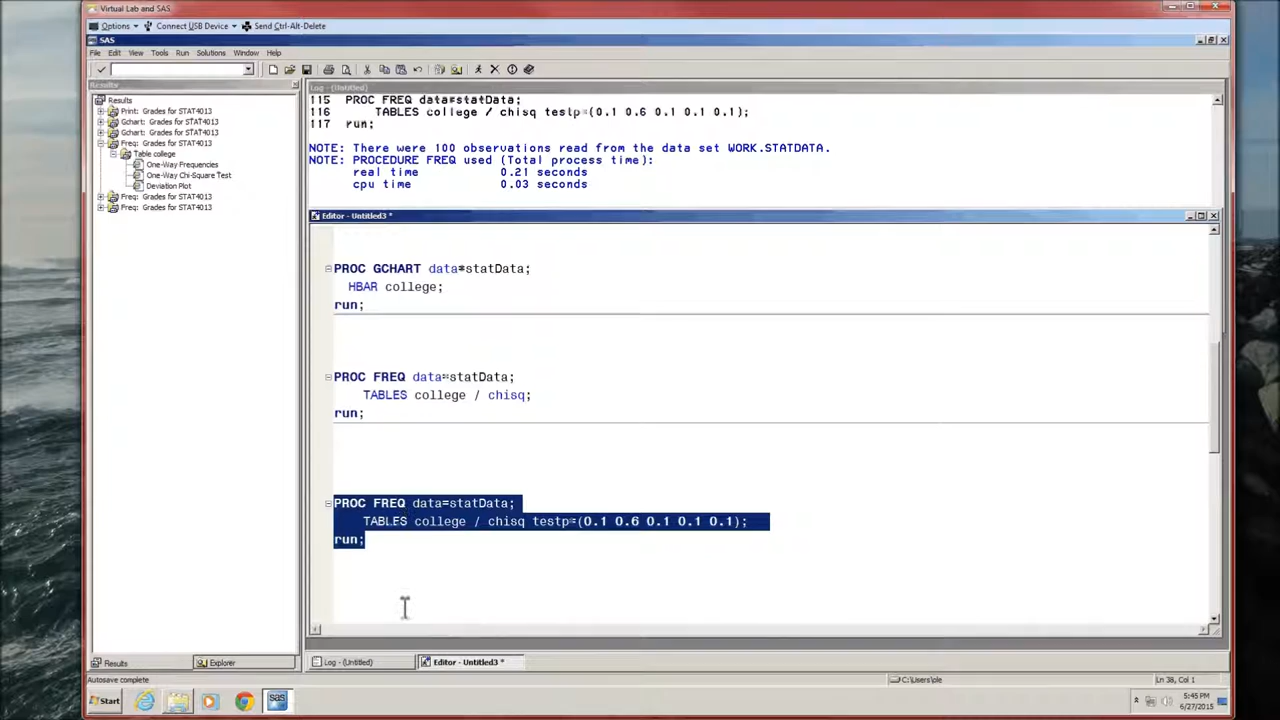 Virtual Lab and SAS
Options Connect USB Device Send Ctrl-Alt-Delete
SAS
File Edit View Tools Run Solutions Window Help
Results
Results
Print: Grades for STAT4013
Gchart: Grades for STAT4013
Gchart: Grades for STAT4013
Freq: Grades for STAT4013
Table college
One-Way Frequencies
One-Way Chi-Square Test
Deviation Plot
Freq: Grades for STAT4013
Freq: Grades for STAT4013
Log - (Untitled)
115 PROC FREQ data=statData;
116 TABLES college / chisq testp=(0.1 0.6 0.1 0.1 0.1);
117 run;
NOTE: There were 100 observations read from the data set WORK.STATDATA.
NOTE: PROCEDURE FREQ used (Total process time):
real time 0.21 seconds
cpu time 0.03 seconds
Editor - Untitled3 *
PROC GCHART data=statData;
HBAR college;
run;
PROC FREQ data=statData;
TABLES college / chisq;
run;
PROC FREQ data=statData;
TABLES college / chisq testp=(0.1 0.6 0.1 0.1 0.1);
run;
Results Explorer
Log - (Untitled) Editor - Untitled3 *
Autosave complete C:\Users\ple Ln 38, Col 1
Start sas 5:45 PM
6/27/2015